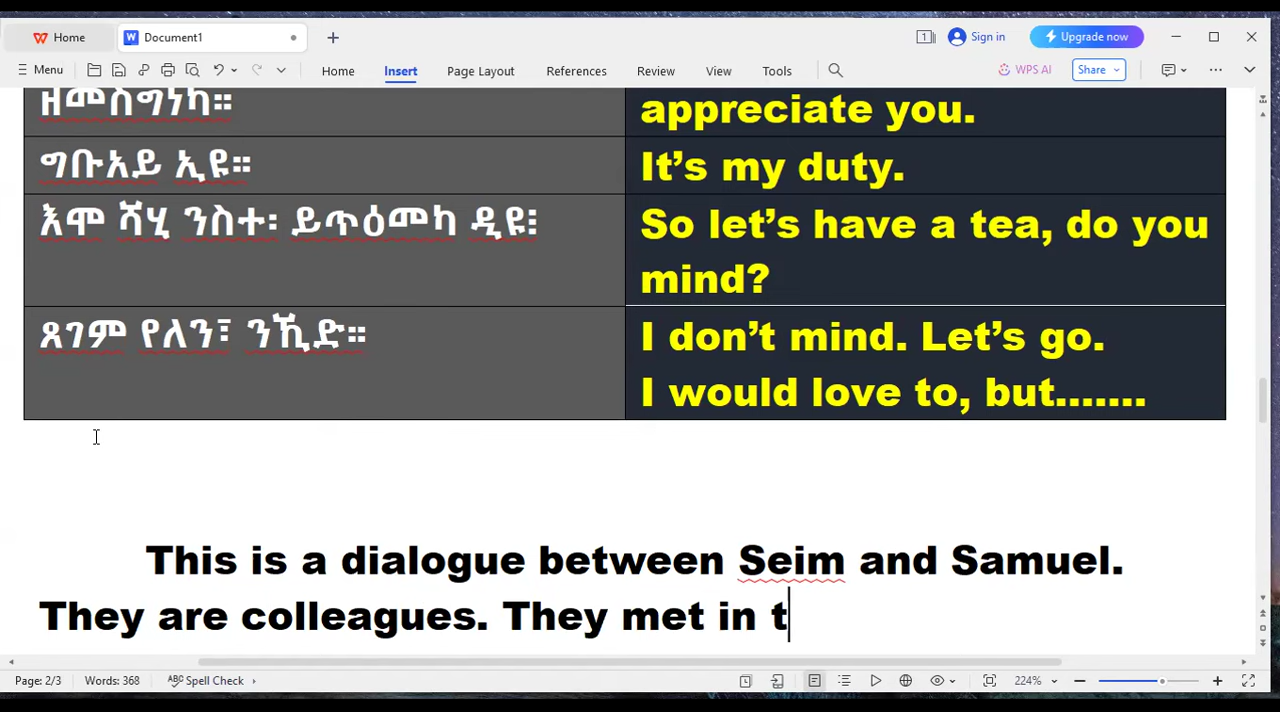 Home
Document1
1
Sign in
Upgrade now
Menu
Home
Insert
Page Layout
References
Review
View
Tools
WPS AI
Share
ዘመስግነካ።
appreciate you.
ግቡአይ ኢዩ።
It’s my duty.
እሞ ሻሂ ንስተ፡ ይጥዕመካ ዲዩ፧
So let’s have a tea, do you
mind?
ጸገም የለን፣ ንኺድ።
I don’t mind. Let’s go.
I would love to, but…….
This is a dialogue between Seim and Samuel.
They are colleagues. They met in t
Page: 2/3
Words: 368
ABC Spell Check
224%